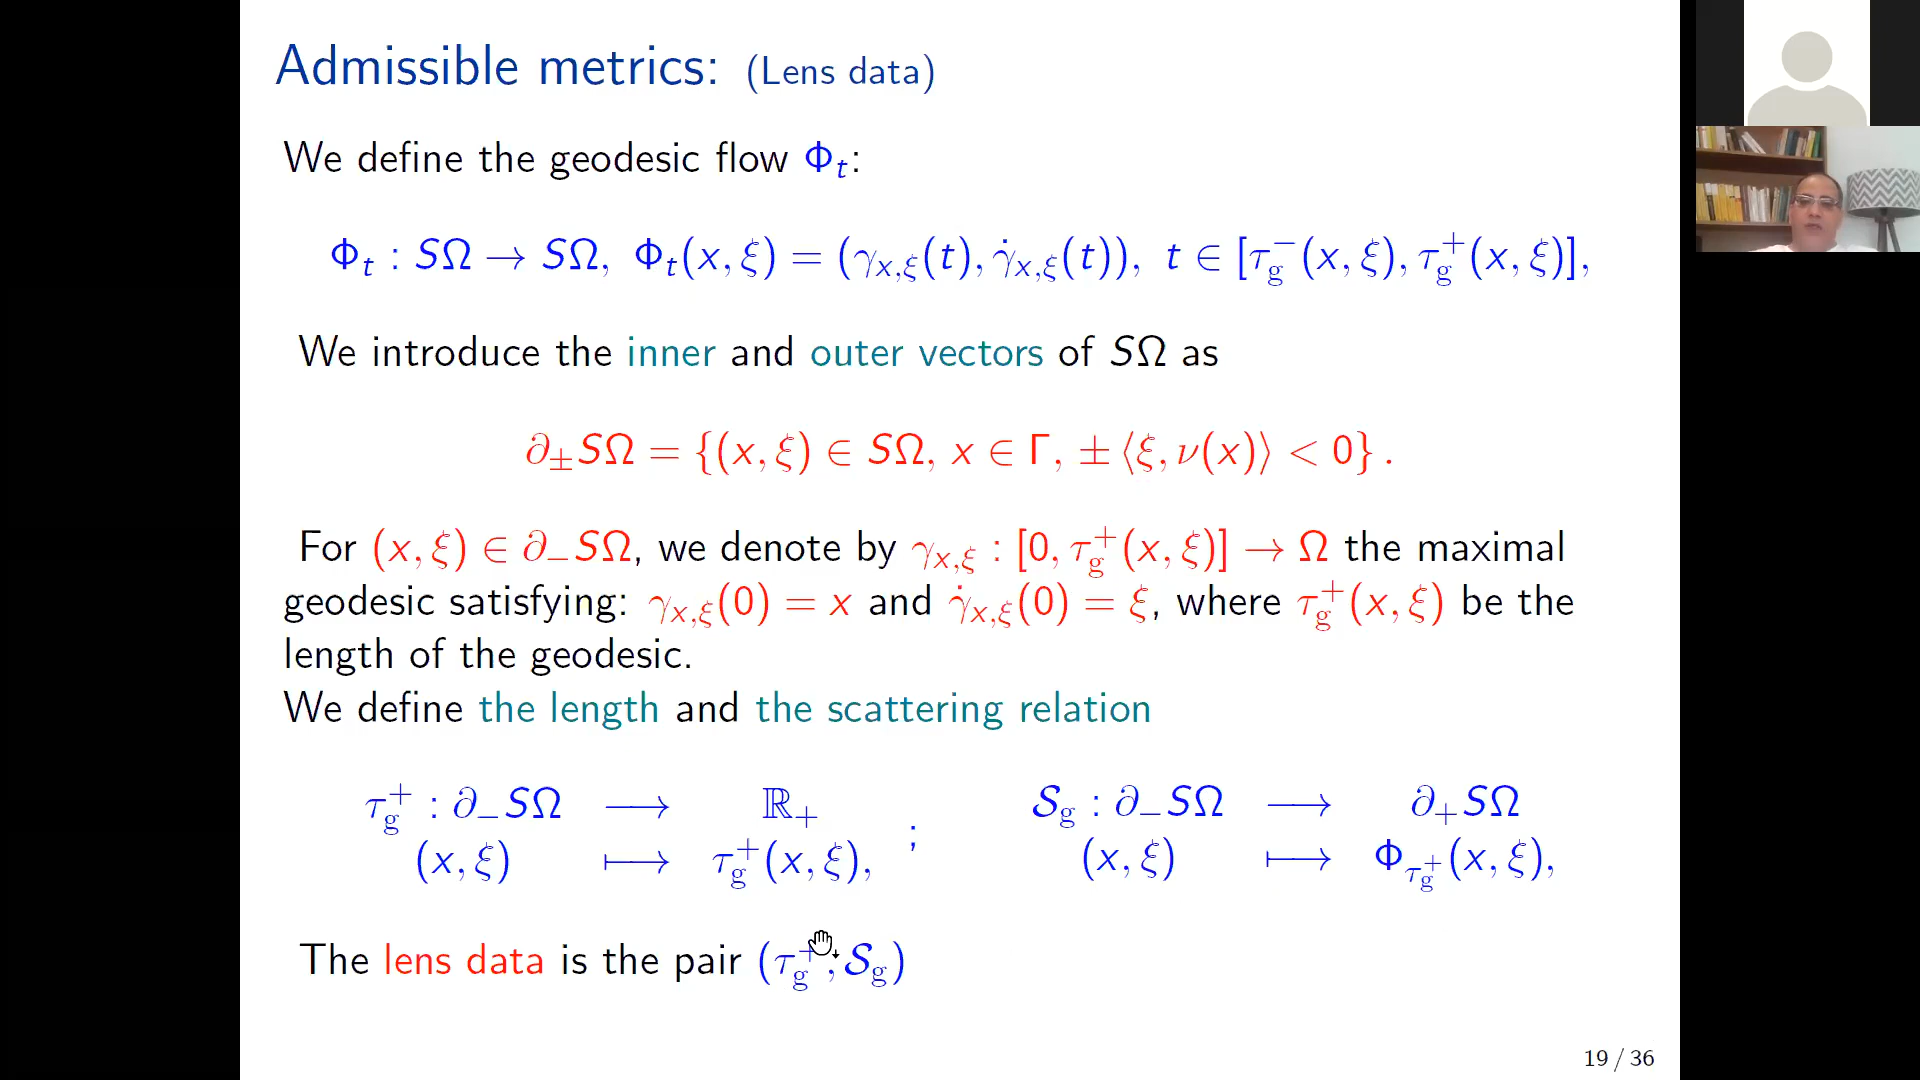 Admissible metrics: (Lens data)
We define the geodesic flow Φ_t:
Φ_t : SΩ → SΩ, Φ_t(x, ξ) = (γ_{x,ξ}(t), γ̇_{x,ξ}(t)), t ∈ [τ_g^−(x, ξ), τ_g^+(x, ξ)],
We introduce the inner and outer vectors of SΩ as
∂_±SΩ = {(x, ξ) ∈ SΩ, x ∈ Γ, ± ⟨ξ, ν(x)⟩ < 0} .
For (x, ξ) ∈ ∂_−SΩ, we denote by γ_{x,ξ} : [0, τ_g^+(x, ξ)] → Ω the maximal
geodesic satisfying: γ_{x,ξ}(0) = x and γ̇_{x,ξ}(0) = ξ, where τ_g^+(x, ξ) be the
length of the geodesic.
We define the length and the scattering relation
τ_g^+ : ∂_−SΩ ⟶ ℝ_+ ; 𝒮_g : ∂_−SΩ ⟶ ∂_+SΩ
(x, ξ) ⟼ τ_g^+(x, ξ), (x, ξ) ⟼ Φ_{τ_g^+}(x, ξ),
The lens data is the pair (τ_g^+, 𝒮_g)
19 / 36